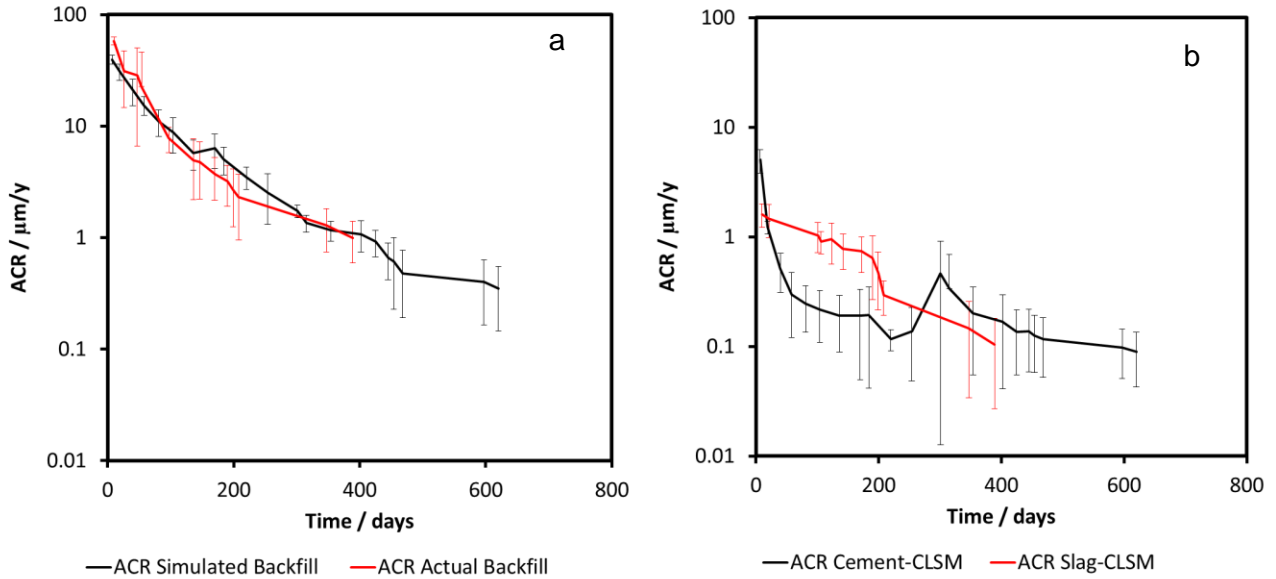 a
100
10
1
0.1
0.01
ACR / μm/y
0 200 400 600 800
Time / days
ACR Simulated Backfill ACR Actual Backfill
b
100
10
1
0.1
0.01
ACR / μm/y
0 200 400 600 800
Time / days
ACR Cement-CLSM ACR Slag-CLSM